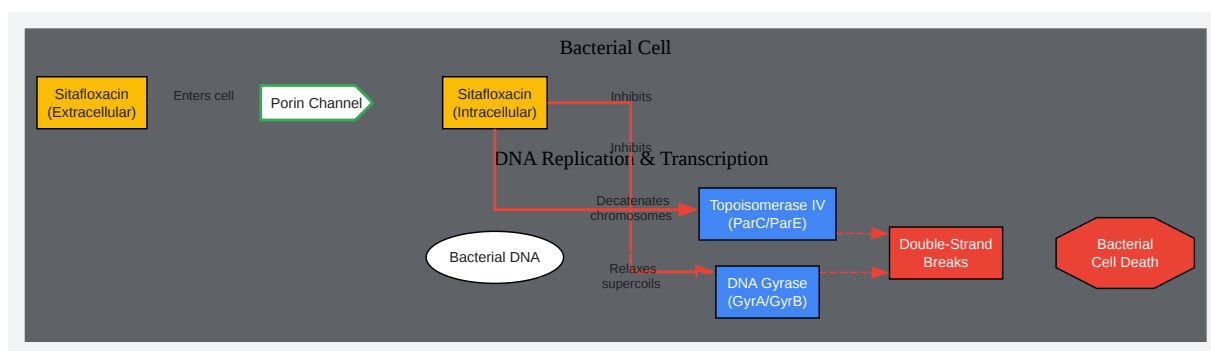 Bacterial Cell
Sitafloxacin
(Extracellular)
Enters cell
Porin Channel
Sitafloxacin
(Intracellular)
Inhibits
Inhibits
DNA Replication & Transcription
Decatenates
chromosomes
Topoisomerase IV
(ParC/ParE)
Bacterial DNA
Relaxes
supercoils
DNA Gyrase
(GyrA/GyrB)
Double-Strand
Breaks
Bacterial
Cell Death